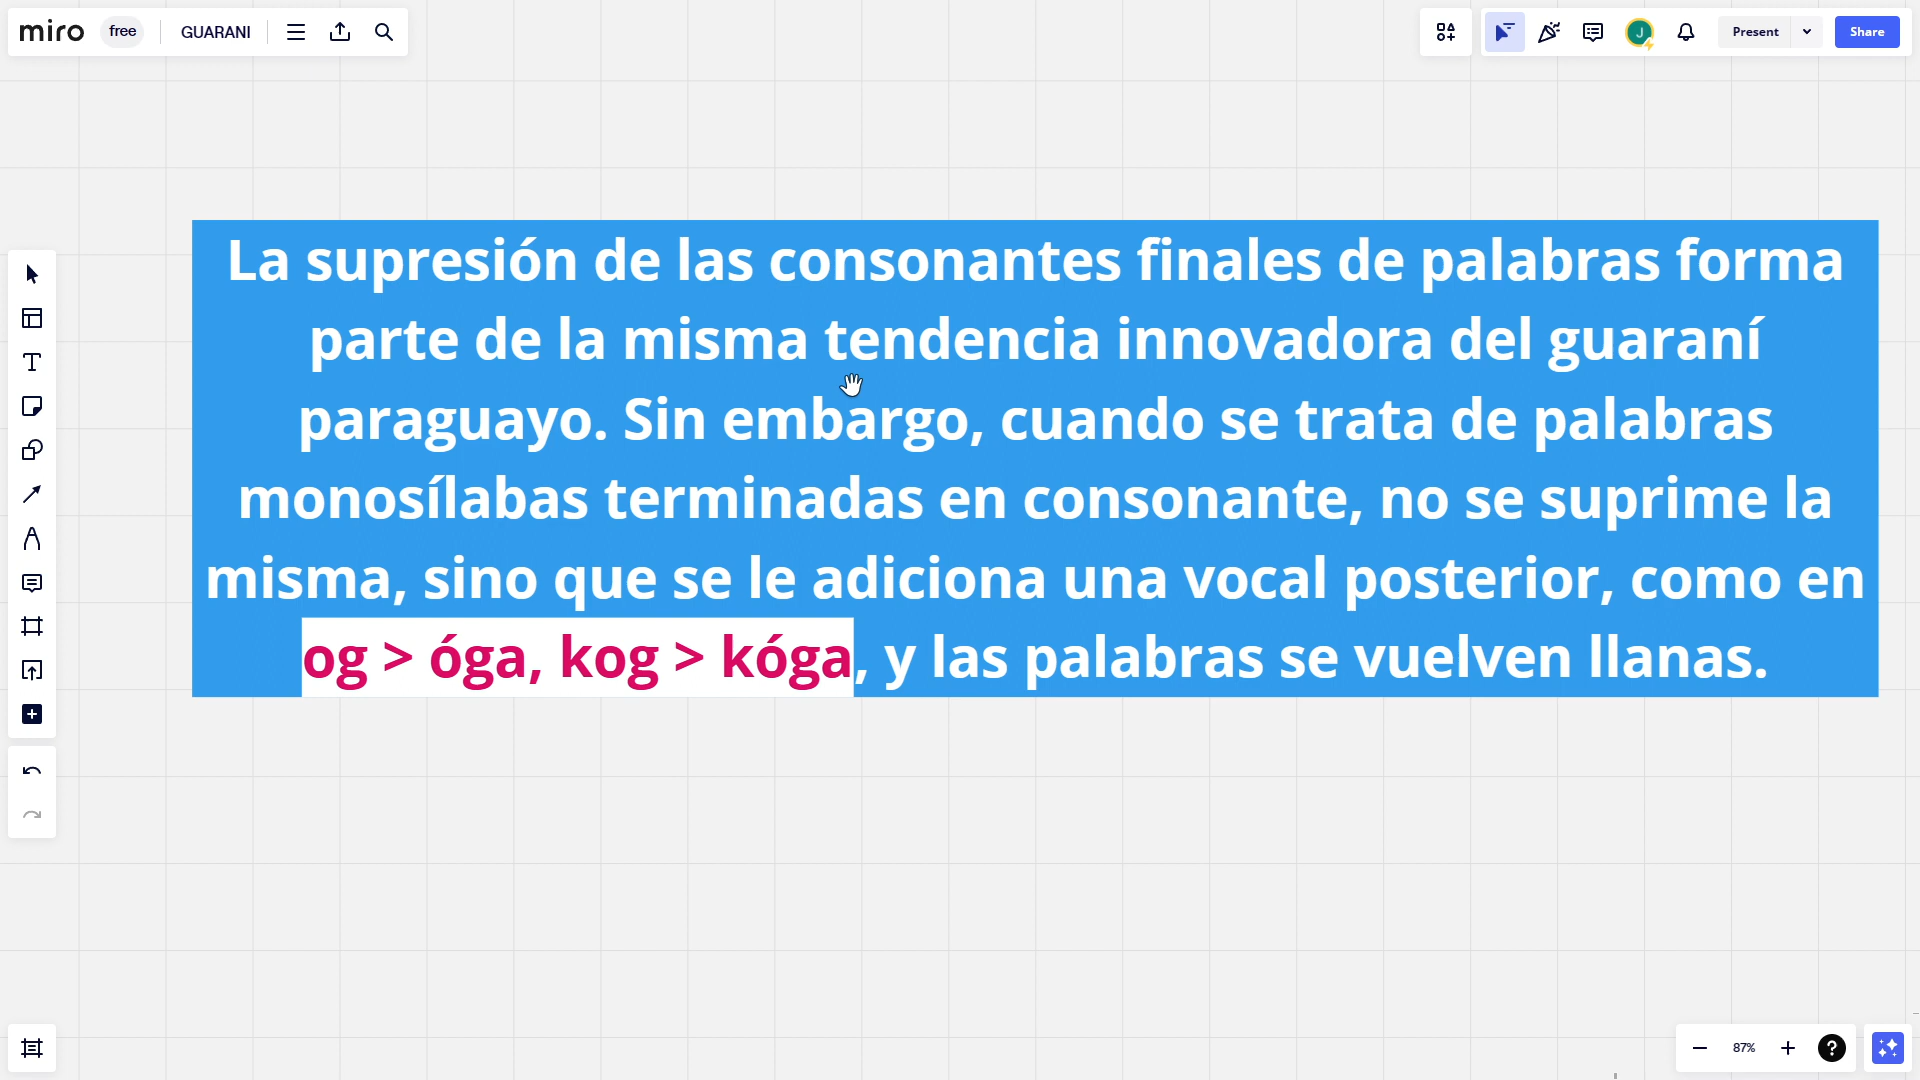 miro free GUARANI
J Present Share
La supresión de las consonantes finales de palabras forma
parte de la misma tendencia innovadora del guaraní
paraguayo. Sin embargo, cuando se trata de palabras
monosílabas terminadas en consonante, no se suprime la
misma, sino que se le adiciona una vocal posterior, como en
og > óga, kog > kóga, y las palabras se vuelven llanas.
87%